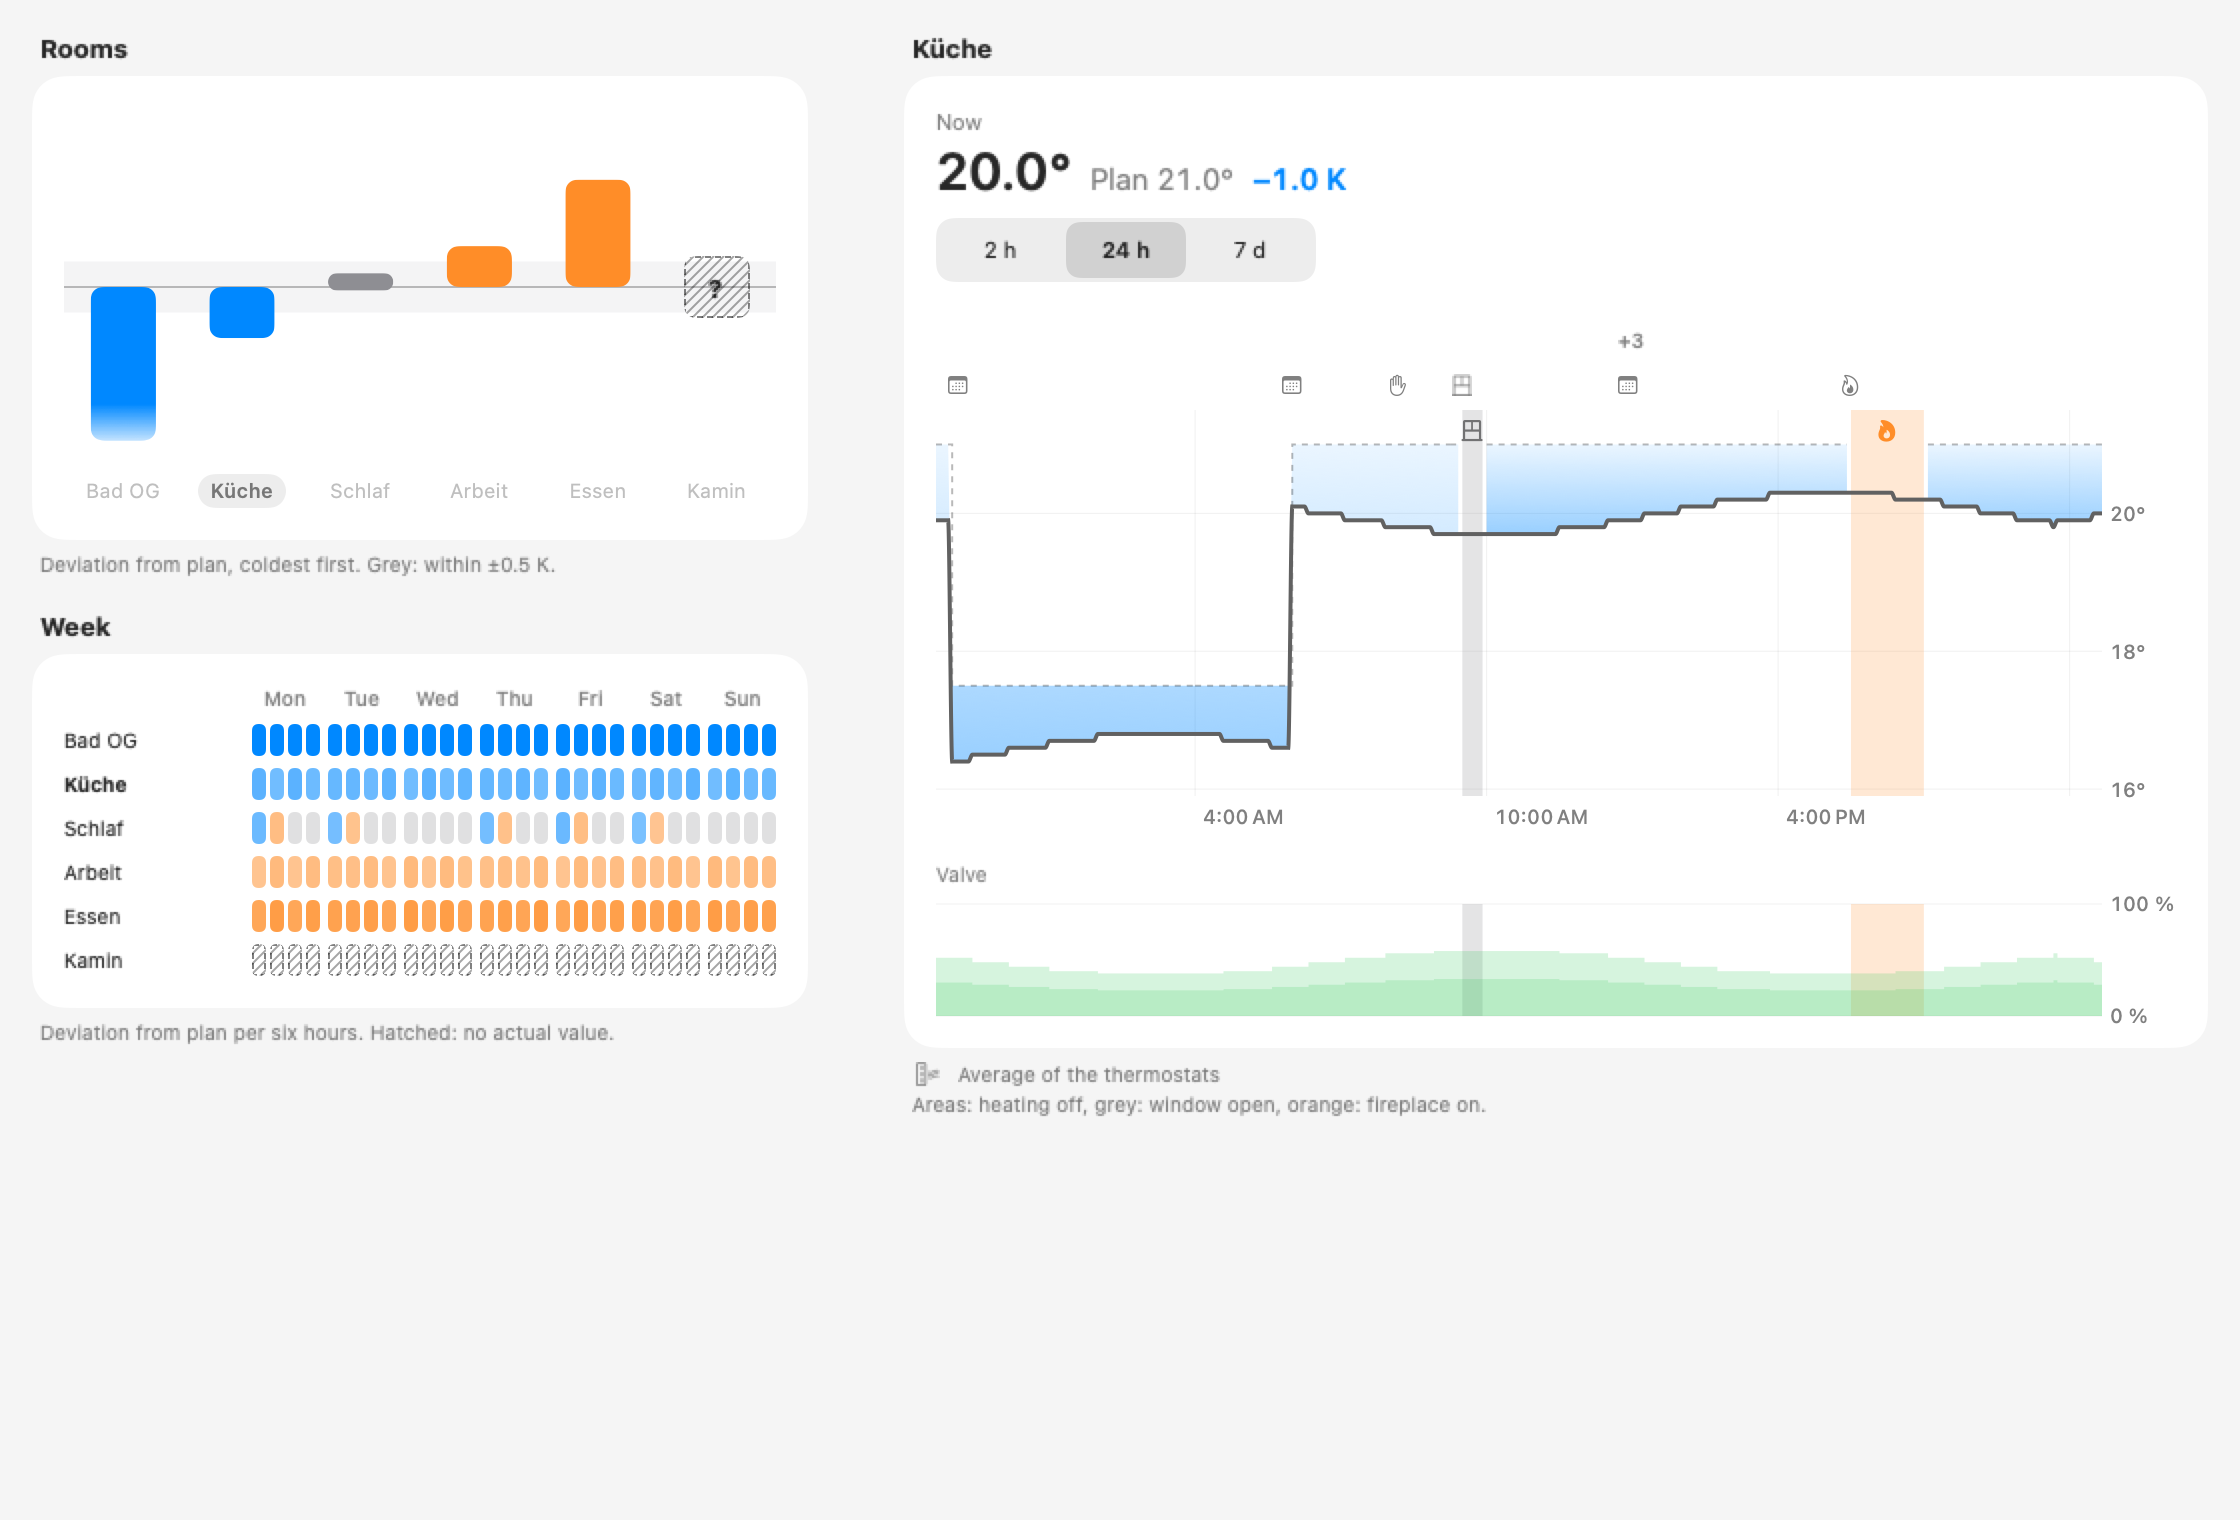 Rooms
?
Bad OG Küche Schlaf Arbeit Essen Kamin
Deviation from plan, coldest first. Grey: within ±0.5 K.
Week
Mon Tue Wed Thu Fri Sat Sun
Bad OG
Küche
Schlaf
Arbeit
Essen
Kamin
Deviation from plan per six hours. Hatched: no actual value.
Küche
Now
20.0° Plan 21.0° −1.0 K
2 h 24 h 7 d
+3
20°
18°
16°
4:00 AM 10:00 AM 4:00 PM
Valve
100 %
0 %
Average of the thermostats
Areas: heating off, grey: window open, orange: fireplace on.